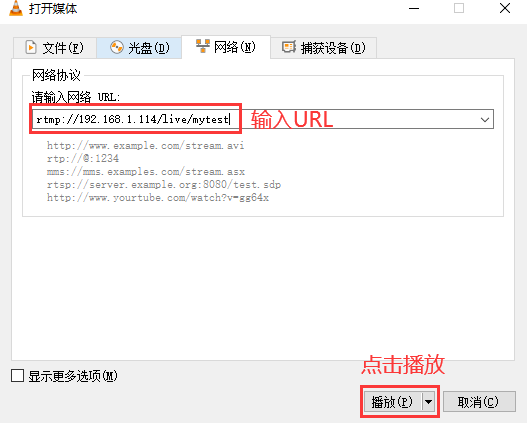 打开媒体
文件(F) 光盘(D) 网络(N) 捕获设备(D)
网络协议
请输入网络 URL:
rtmp://192.168.1.114/live/mytest 输入URL
http://www.example.com/stream.avi
rtp://@:1234
mms://mms.examples.com/stream.asx
rtsp://server.example.org:8080/test.sdp
http://www.yourtube.com/watch?v=gg64x
点击播放
显示更多选项(M)
播放(P) 取消(C)